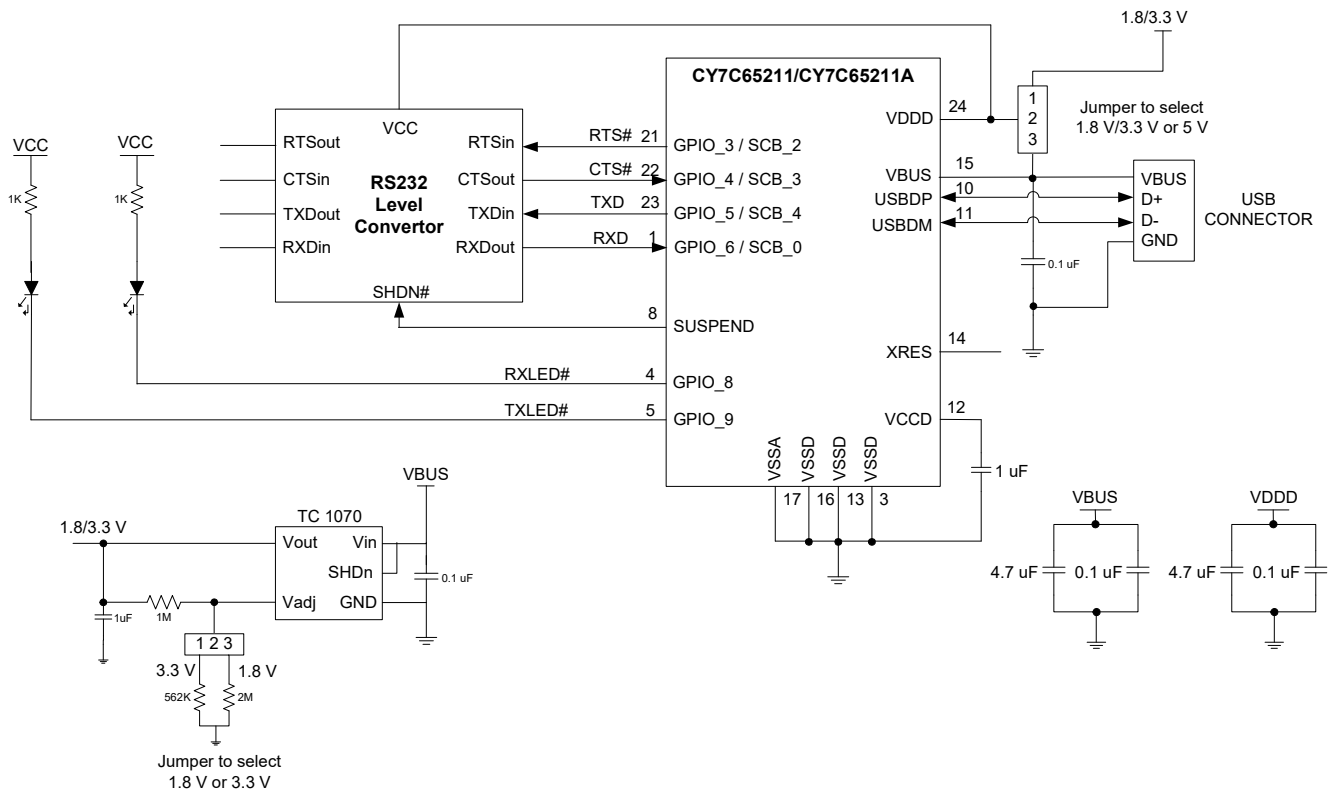 1.8/3.3 V
CY7C65211/CY7C65211A
VCC
VCC
1K
1K
VCC
RTSout
CTSin
TXDout
RXDin
RS232
Level
Convertor
RTSin
CTSout
TXDin
RXDout
SHDN#
RTS# 21
CTS# 22
TXD 23
RXD 1
8
RXLED# 4
TXLED# 5
GPIO_3 / SCB_2
GPIO_4 / SCB_3
GPIO_5 / SCB_4
GPIO_6 / SCB_0
SUSPEND
GPIO_8
GPIO_9
VDDD 24
VBUS 15
USBDP 10
USBDM 11
XRES 14
VCCD 12
VSSA
VSSD
VSSD
VSSD
17 16 13 3
1
2
3
Jumper to select
1.8 V/3.3 V or 5 V
VBUS
D+
D-
GND
USB
CONNECTOR
0.1 uF
1 uF
VBUS
TC 1070
1.8/3.3 V
Vout
Vin
SHDn
Vadj
GND
0.1 uF
1uF
1M
1 2 3
3.3 V
1.8 V
562K
2M
Jumper to select
1.8 V or 3.3 V
VBUS
4.7 uF
0.1 uF
VDDD
4.7 uF
0.1 uF